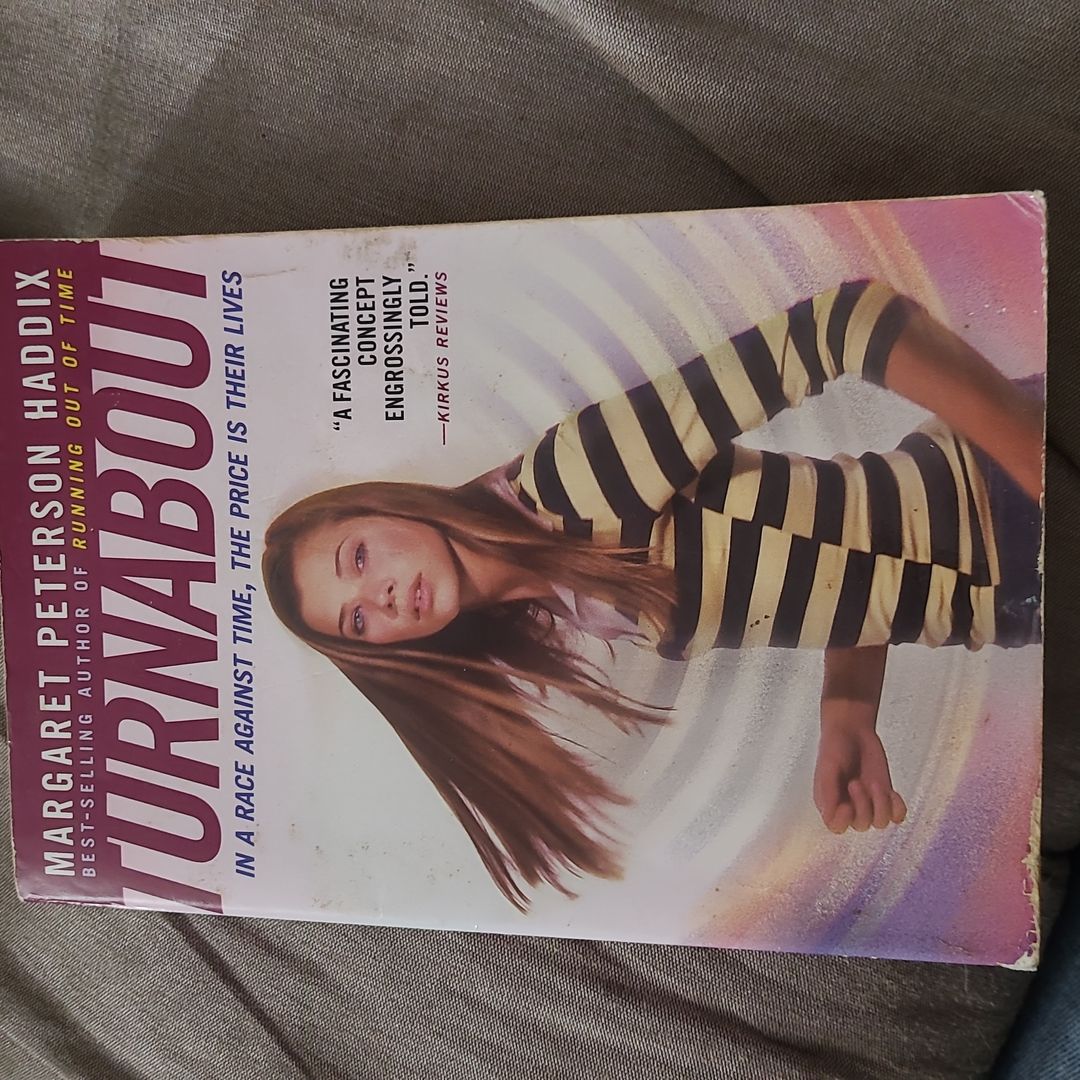 MARGARET PETERSON HADDIX
BEST-SELLING AUTHOR OF RUNNING OUT OF TIME
TURNABOUT
IN A RACE AGAINST TIME, THE PRICE IS THEIR LIVES
“A FASCINATING
CONCEPT
ENGROSSINGLY
TOLD.”
—KIRKUS REVIEWS